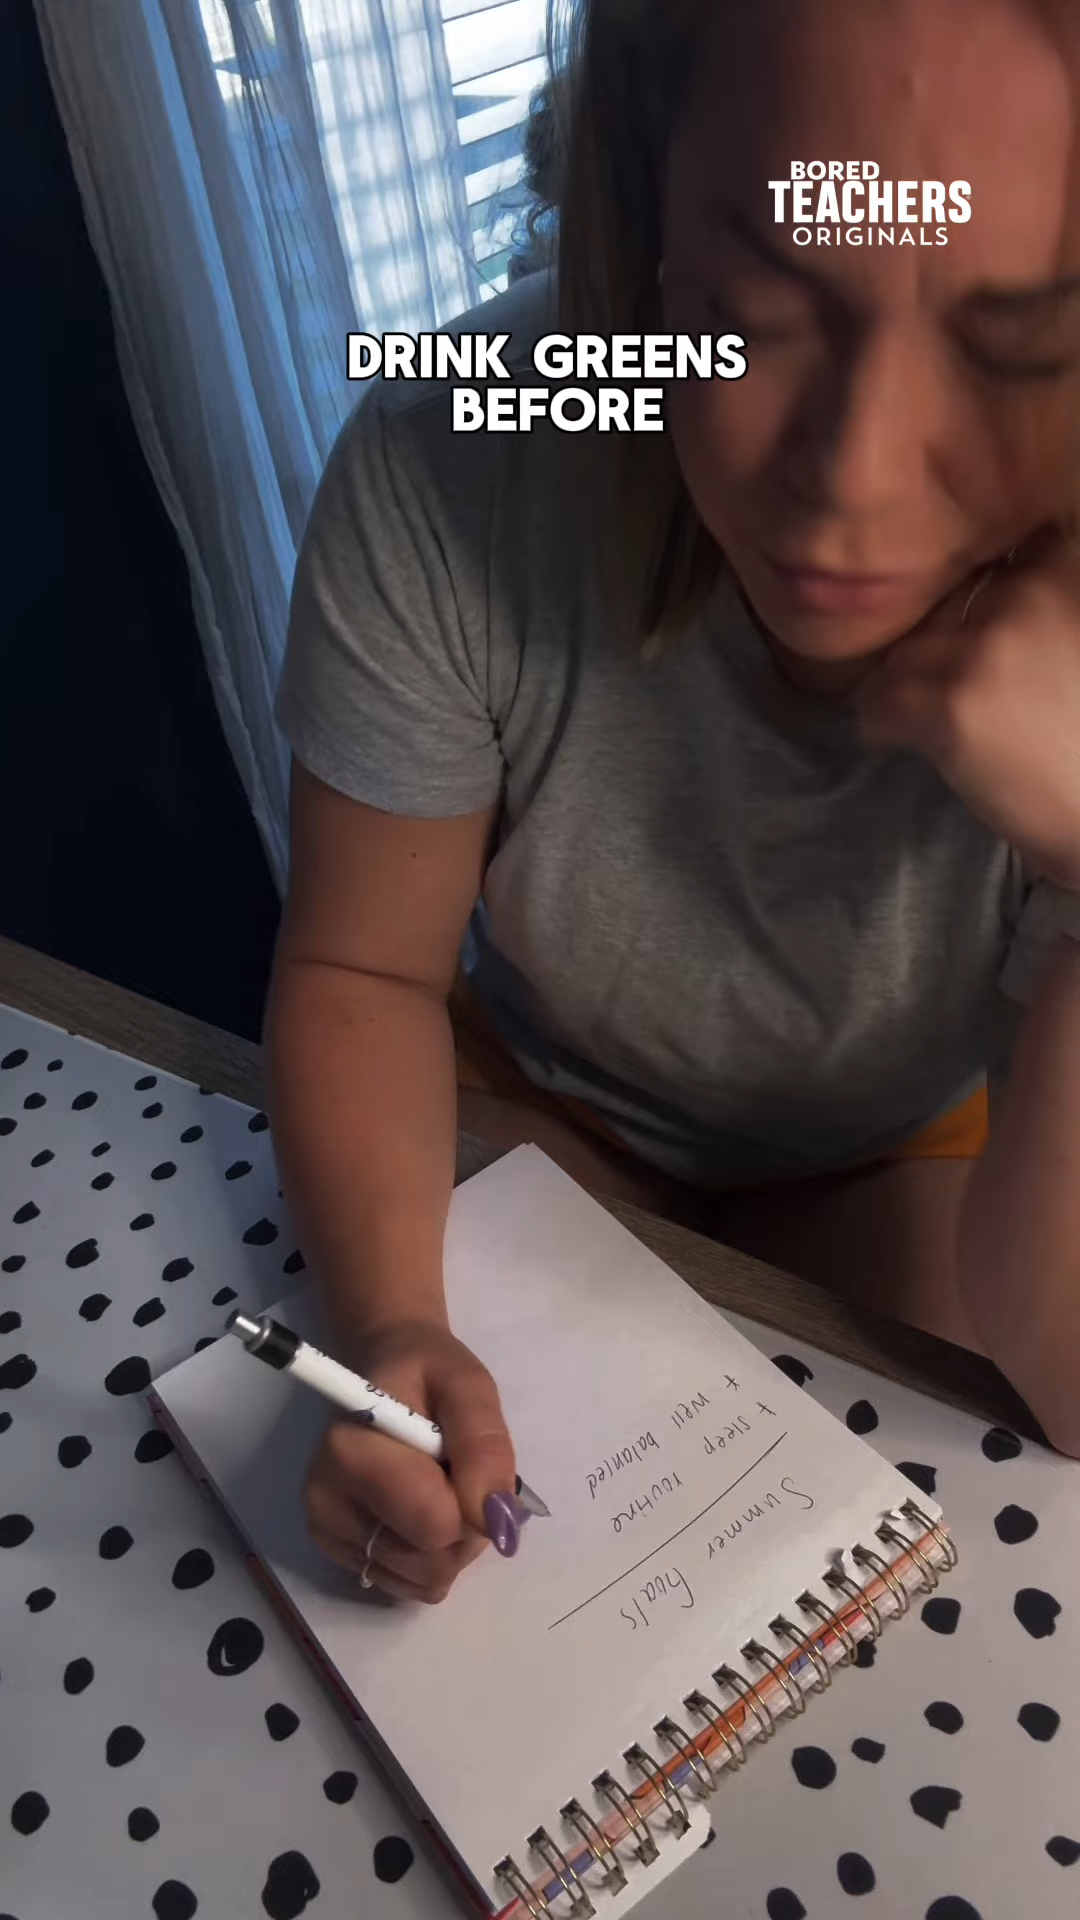 BORED
TEACHERS
ORIGINALS
DRINK GREENS
BEFORE
Summer Goals
* sleep routine
* well balanced